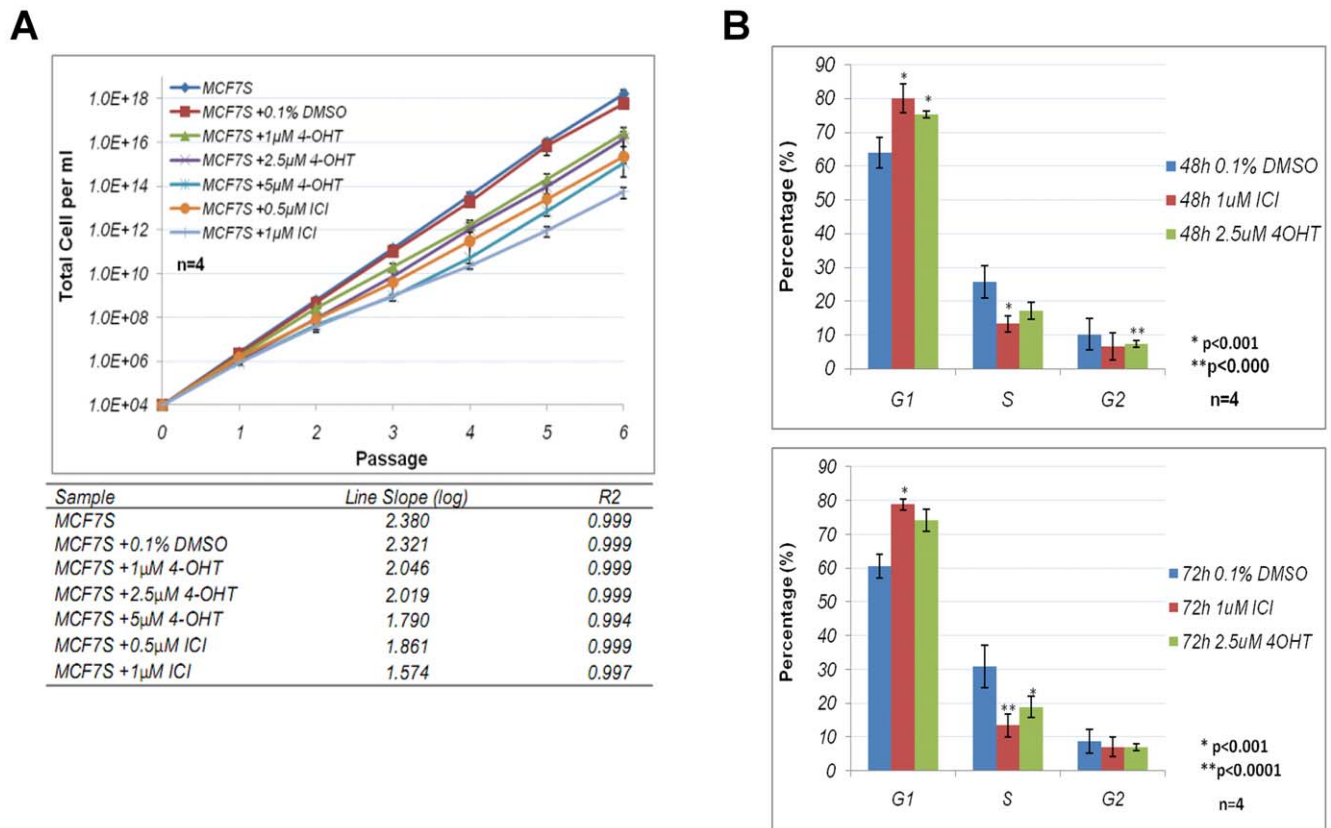 A
1.0E+18
1.0E+16
1.0E+14
1.0E+12
1.0E+10
1.0E+08
1.0E+06
1.0E+04
Total Cell per ml
MCF7S
MCF7S +0.1% DMSO
MCF7S +1µM 4-OHT
MCF7S +2.5µM 4-OHT
MCF7S +5µM 4-OHT
MCF7S +0.5µM ICI
MCF7S +1µM ICI
n=4
0 1 2 3 4 5 6
Passage
Sample Line Slope (log) R2
MCF7S 2.380 0.999
MCF7S +0.1% DMSO 2.321 0.999
MCF7S +1µM 4-OHT 2.046 0.999
MCF7S +2.5µM 4-OHT 2.019 0.999
MCF7S +5µM 4-OHT 1.790 0.994
MCF7S +0.5µM ICI 1.861 0.999
MCF7S +1µM ICI 1.574 0.997
B
90
80
70
60
50
40
30
20
10
0
Percentage (%)
*
*
*
**
G1 S G2
48h 0.1% DMSO
48h 1uM ICI
48h 2.5uM 4OHT
* p<0.001
**p<0.000
n=4
90
80
70
60
50
40
30
20
10
0
Percentage (%)
*
**
*
G1 S G2
72h 0.1% DMSO
72h 1uM ICI
72h 2.5uM 4OHT
* p<0.001
**p<0.0001
n=4